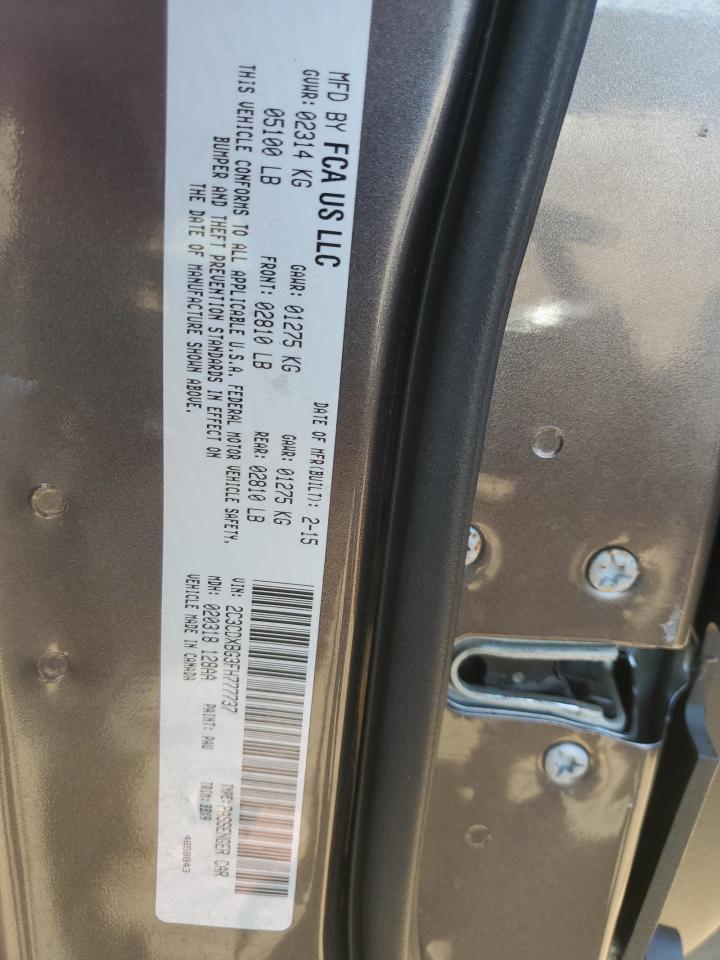 MFD BY FCA US LLC
DATE OF MFR(BUILT): 2-15
GVWR: 02314 KG GAWR: 01275 KG GAWR: 01275 KG
05100 LB FRONT: 02810 LB REAR: 02810 LB
THIS VEHICLE CONFORMS TO ALL APPLICABLE U.S.A. FEDERAL MOTOR VEHICLE SAFETY,
BUMPER AND THEFT PREVENTION STANDARDS IN EFFECT ON
THE DATE OF MANUFACTURE SHOWN ABOVE.
VIN: 2C3CDXBG3FH777737 TYPE: PASSENGER CAR
MDH: 020318 128AA PAINT: PAU TRIM:
VEHICLE MADE IN CANADA 4658843